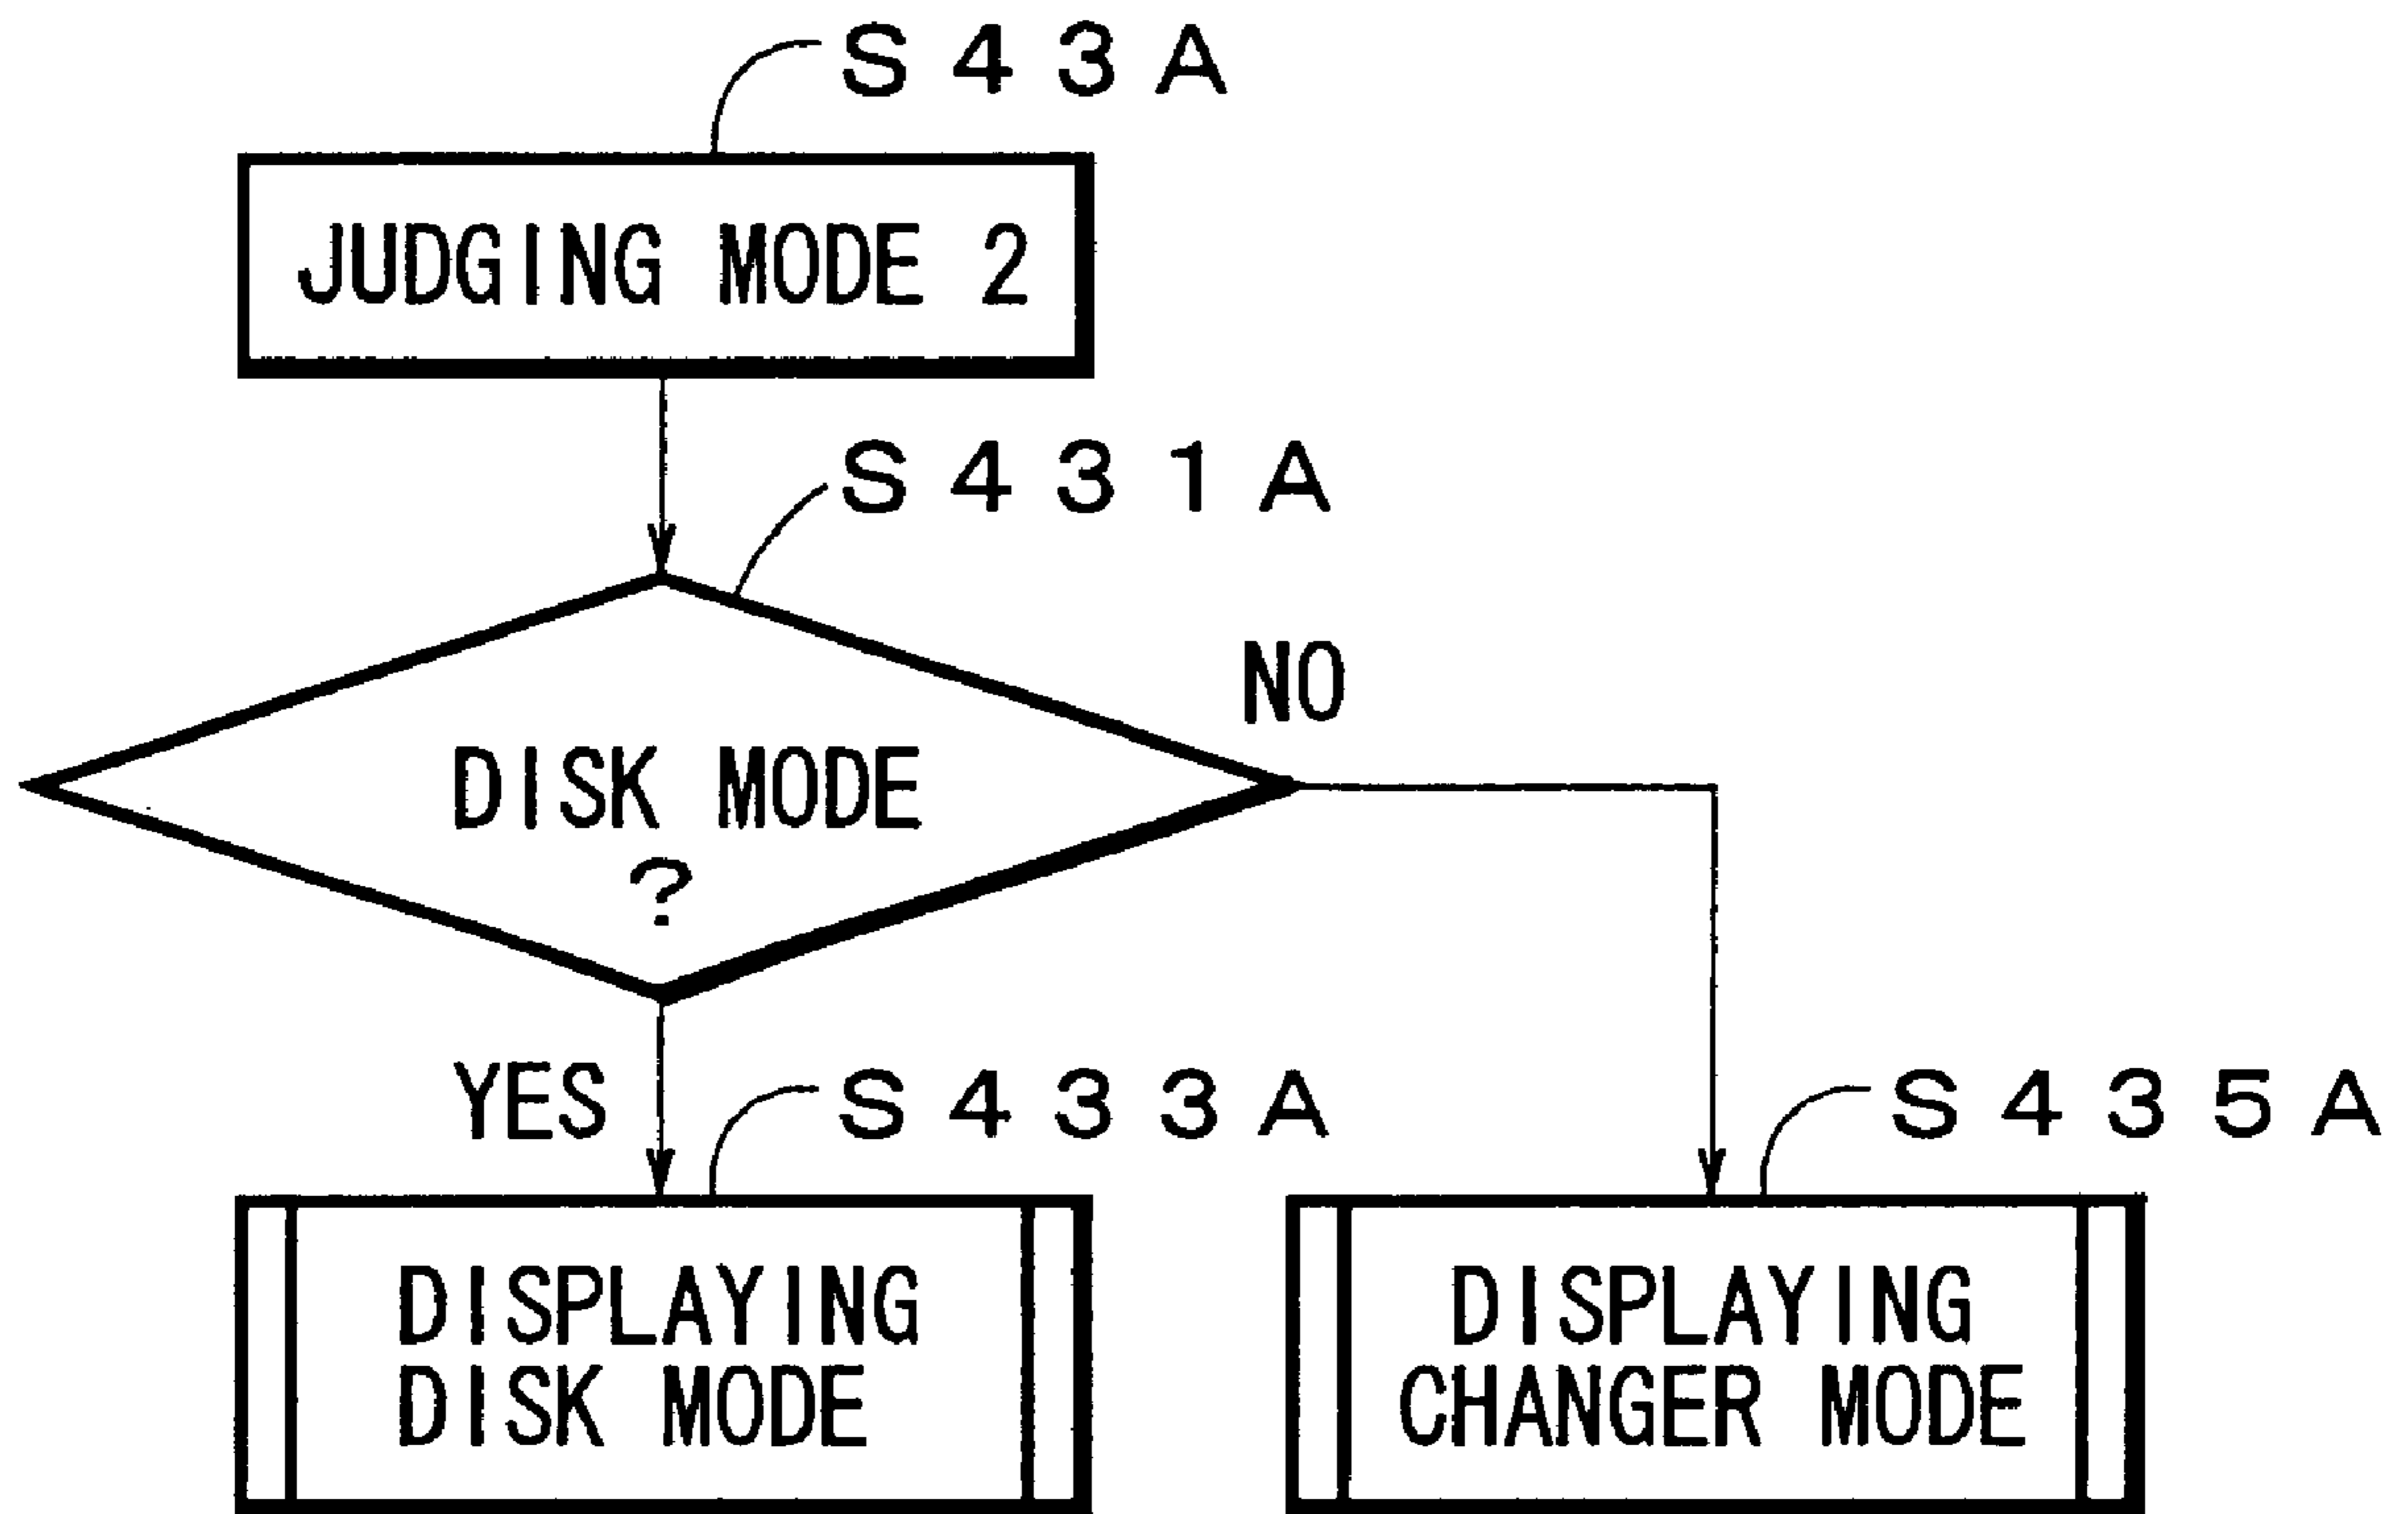 S43A
JUDGING MODE 2
S431A
NO
DISK MODE
?
YES
S433A
S435A
DISPLAYING
DISK MODE
DISPLAYING
CHANGER MODE